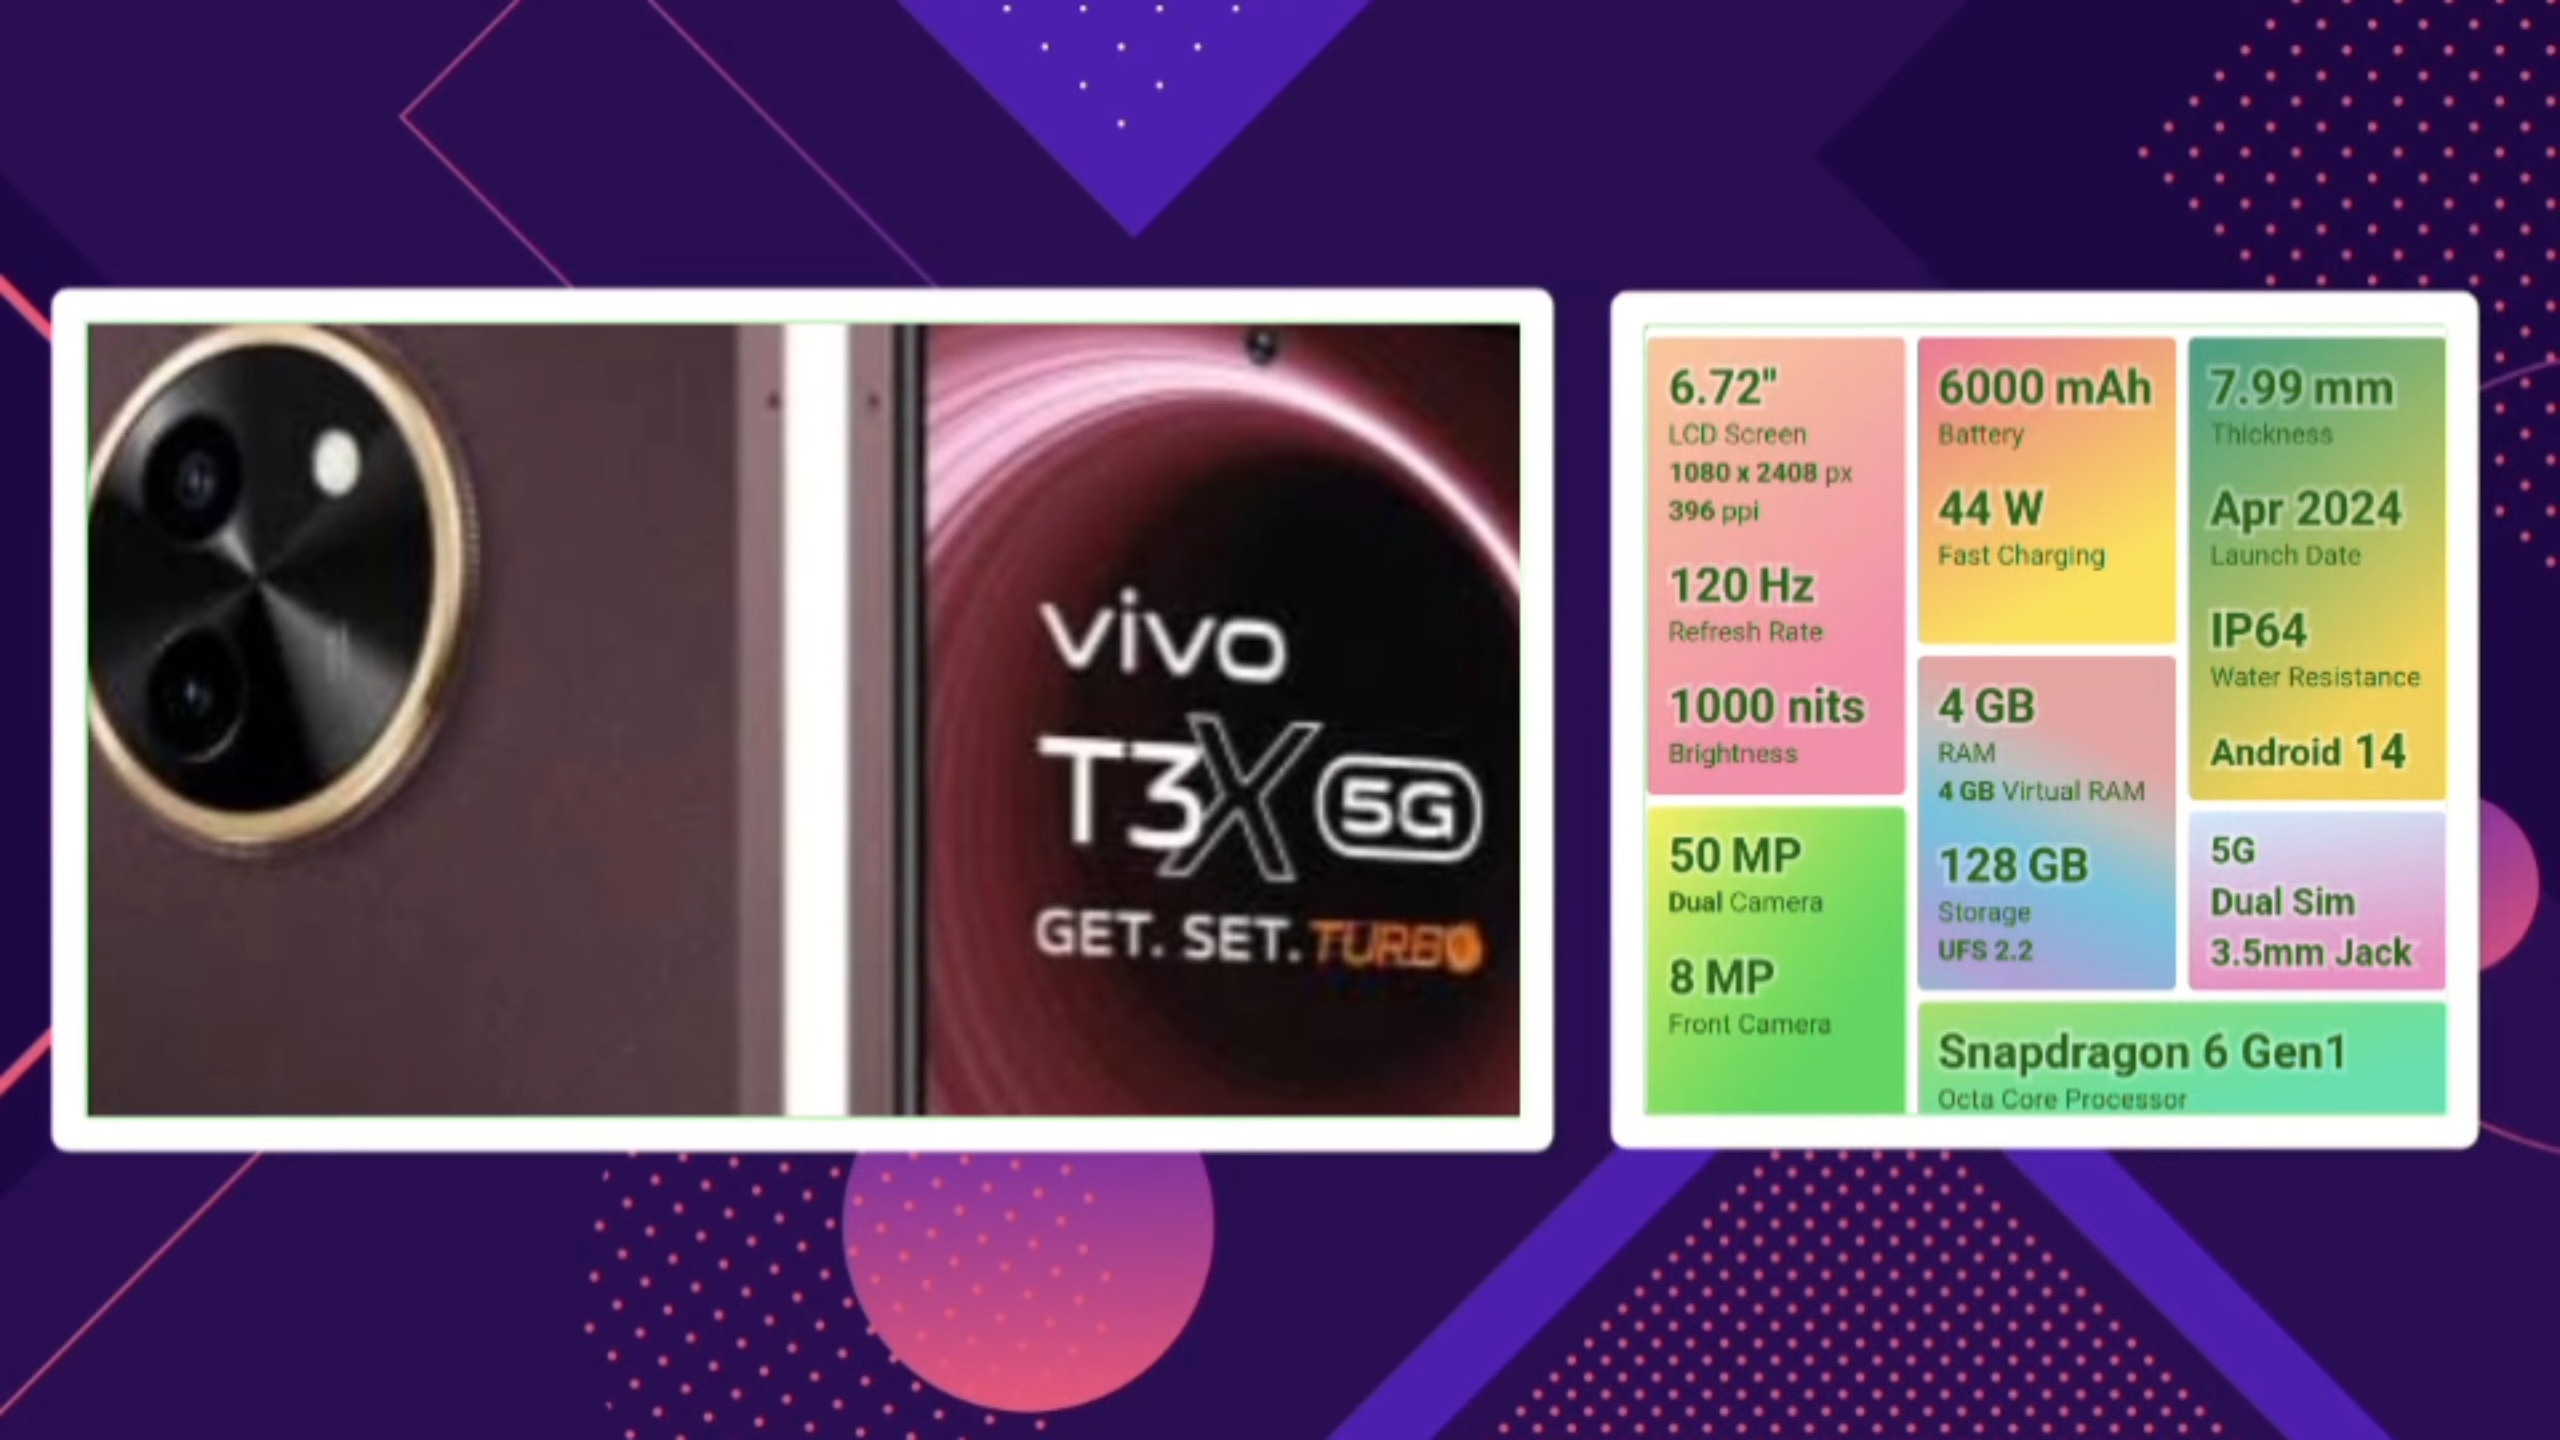 vivo
T3X 5G
GET. SET. TURBO
6.72"
LCD Screen
1080 x 2408 px
396 ppi
120 Hz
Refresh Rate
1000 nits
Brightness
50 MP
Dual Camera
8 MP
Front Camera
6000 mAh
Battery
44 W
Fast Charging
4 GB
RAM
4 GB Virtual RAM
128 GB
Storage
UFS 2.2
7.99 mm
Thickness
Apr 2024
Launch Date
IP64
Water Resistance
Android 14
5G
Dual Sim
3.5mm Jack
Snapdragon 6 Gen1
Octa Core Processor